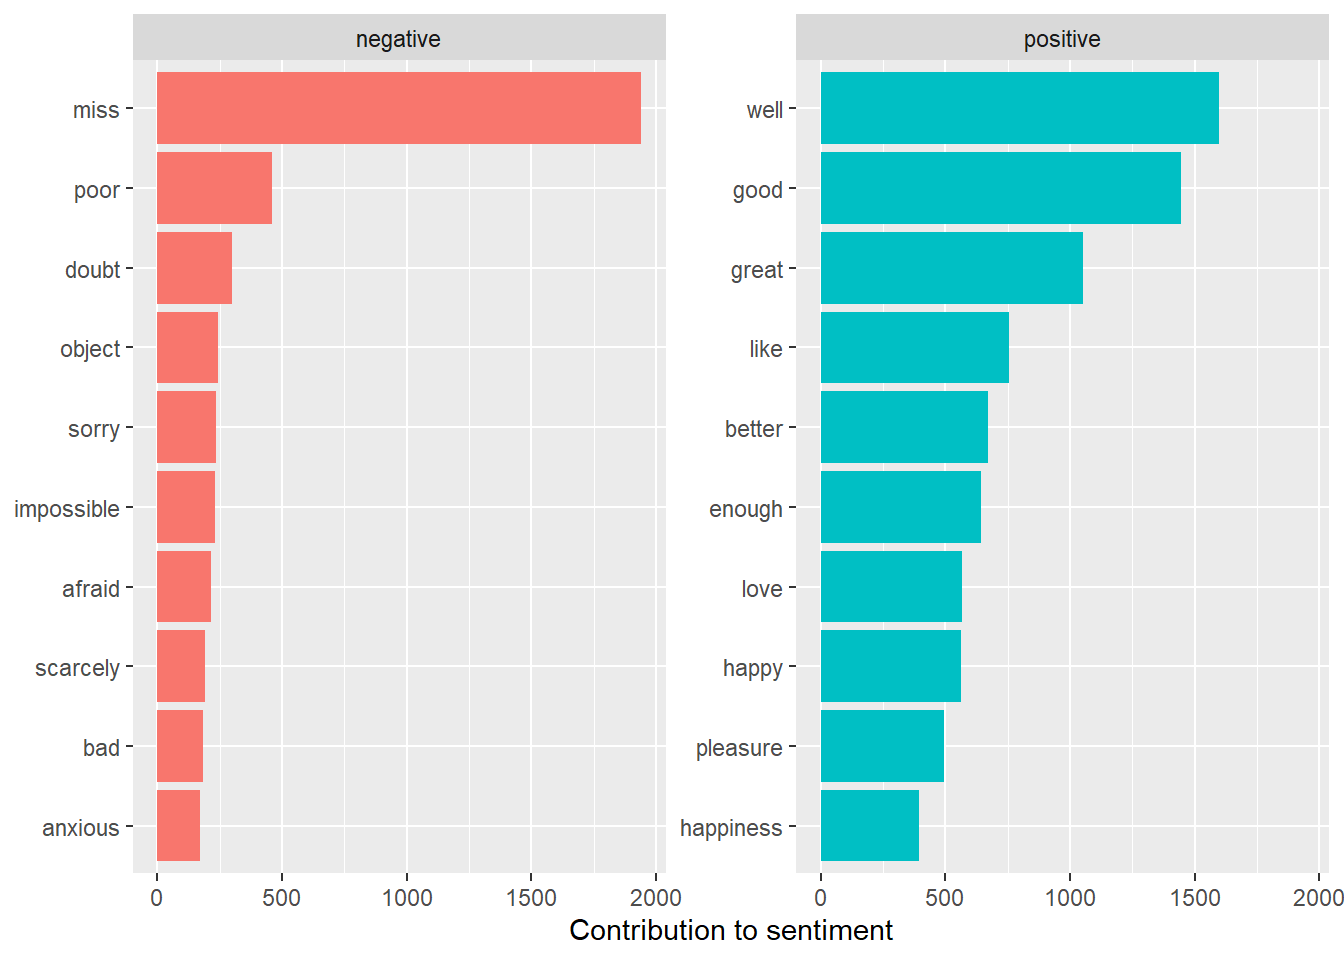 negative
miss
poor
doubt
object
sorry
impossible
afraid
scarcely
bad
anxious
0 500 1000 1500 2000
positive
well
good
great
like
better
enough
love
happy
pleasure
happiness
0 500 1000 1500 2000
Contribution to sentiment